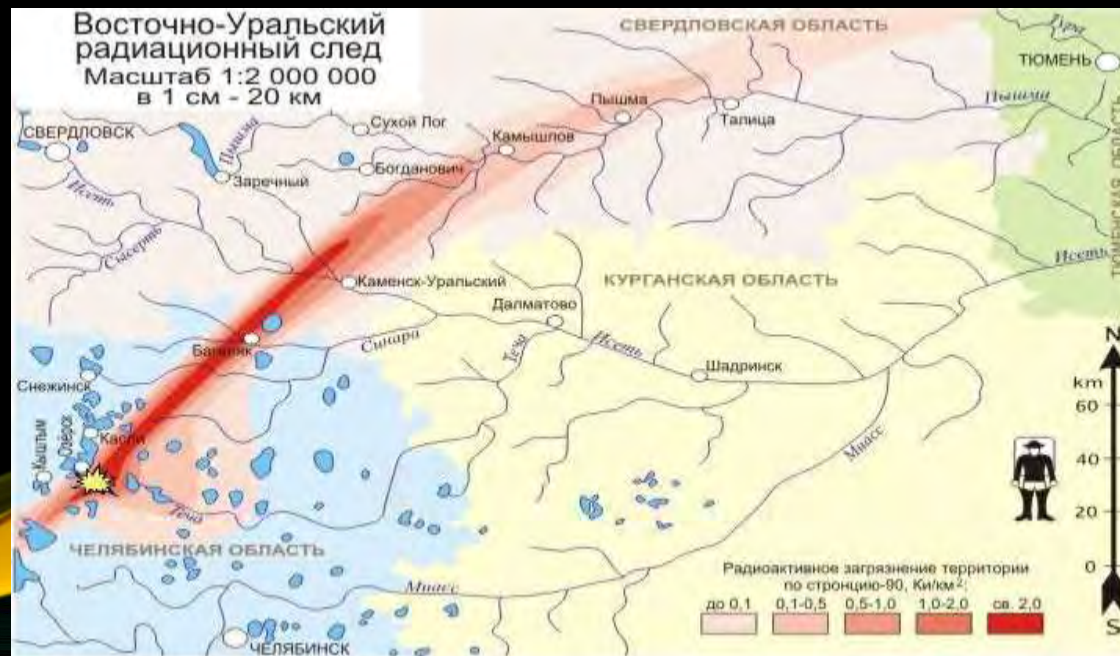 Восточно-Уральский
радиационный след
Масштаб 1:2 000 000
в 1 см - 20 км
СВЕРДЛОВСКАЯ ОБЛАСТЬ
Тура
ТЮМЕНЬ
Пышма
Пышма
Талица
СВЕРДЛОВСК
Пышма
Сухой Лог
Камышлов
Богданович
Заречный
Исеть
Сысерть
Исеть
Каменск-Уральский
КУРГАНСКАЯ ОБЛАСТЬ
Далматово
Багаряк
Синара
Теча
Исеть
Шадринск
Снежинск
Кыштым
Озёрск
Касли
Теча
Миасс
ЧЕЛЯБИНСКАЯ ОБЛАСТЬ
Миасс
ЧЕЛЯБИНСК
N
km
60
40
20
0
S
Радиоактивное загрязнение территории
по стронцию-90, Ки/км²:
до 0,1 0,1-0,5 0,5-1,0 1,0-2,0 св. 2,0